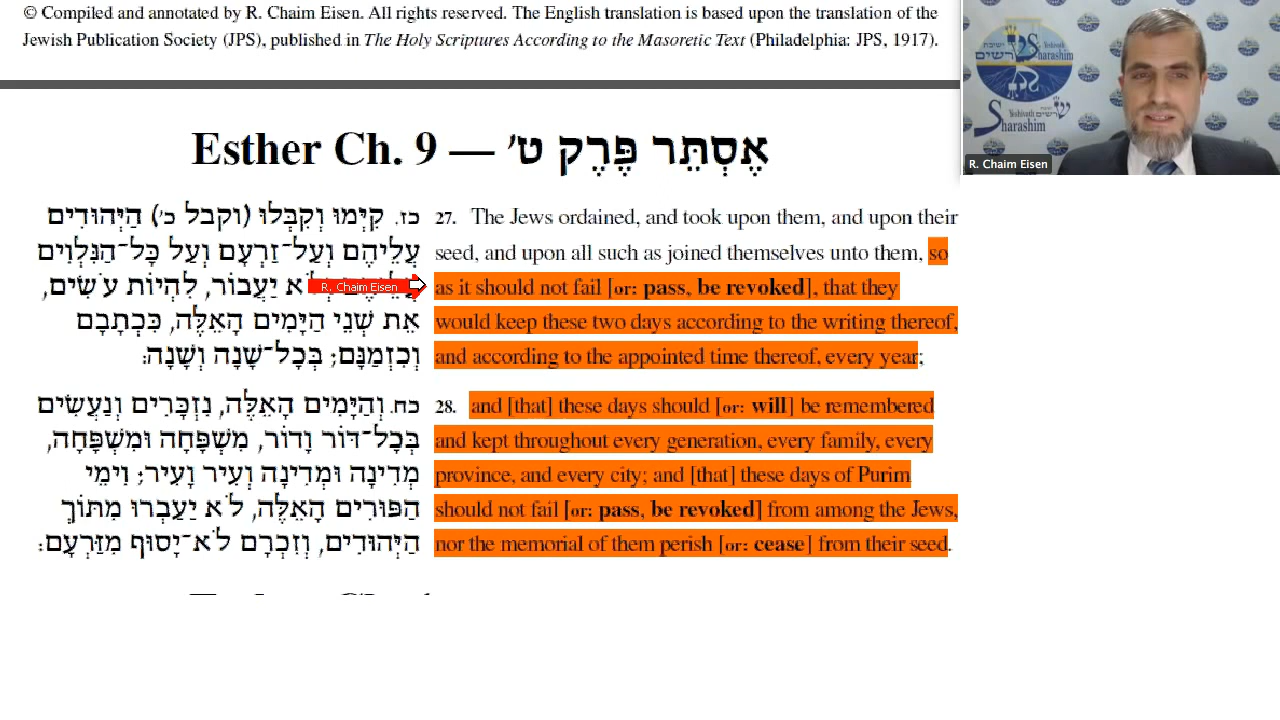 © Compiled and annotated by R. Chaim Eisen. All rights reserved. The English translation is based upon the translation of the
Jewish Publication Society (JPS), published in The Holy Scriptures According to the Masoretic Text (Philadelphia: JPS, 1917).
Yeshivath
Sharashim
ישיבת
שרשים
Yeshivath
Sharashim
R. Chaim Eisen
Esther Ch. 9 — אֶסְתֵּר פֶּרֶק ט׳
כז. קִיְּמוּ וְקִבְּלוּ (וקבל כ׳) הַיְּהוּדִים
עֲלֵיהֶם וְעַל־זַרְעָם וְעַל כָּל־הַנִּלְוִים
יַעֲבוֹר, לִהְיוֹת עֹשִׂים,
אֵת שְׁנֵי הַיָּמִים הָאֵלֶּה, כִּכְתָבָם
וְכִזְמַנָּם; בְּכָל־שָׁנָה וְשָׁנָה:
R. Chaim Eisen
27. The Jews ordained, and took upon them, and upon their
seed, and upon all such as joined themselves unto them, so
as it should not fail [or: pass, be revoked], that they
would keep these two days according to the writing thereof,
and according to the appointed time thereof, every year;
כח. וְהַיָּמִים הָאֵלֶּה, נִזְכָּרִים וְנַעֲשִׂים
בְּכָל־דּוֹר וָדוֹר, מִשְׁפָּחָה וּמִשְׁפָּחָה,
מְדִינָה וּמְדִינָה וְעִיר וָעִיר; וִימֵי
הַפּוּרִים הָאֵלֶּה, לֹא יַעַבְרוּ מִתּוֹךְ
הַיְּהוּדִים, וְזִכְרָם לֹא־יָסוּף מִזַּרְעָם:
28. and [that] these days should [or: will] be remembered
and kept throughout every generation, every family, every
province, and every city; and [that] these days of Purim
should not fail [or: pass, be revoked] from among the Jews,
nor the memorial of them perish [or: cease] from their seed.